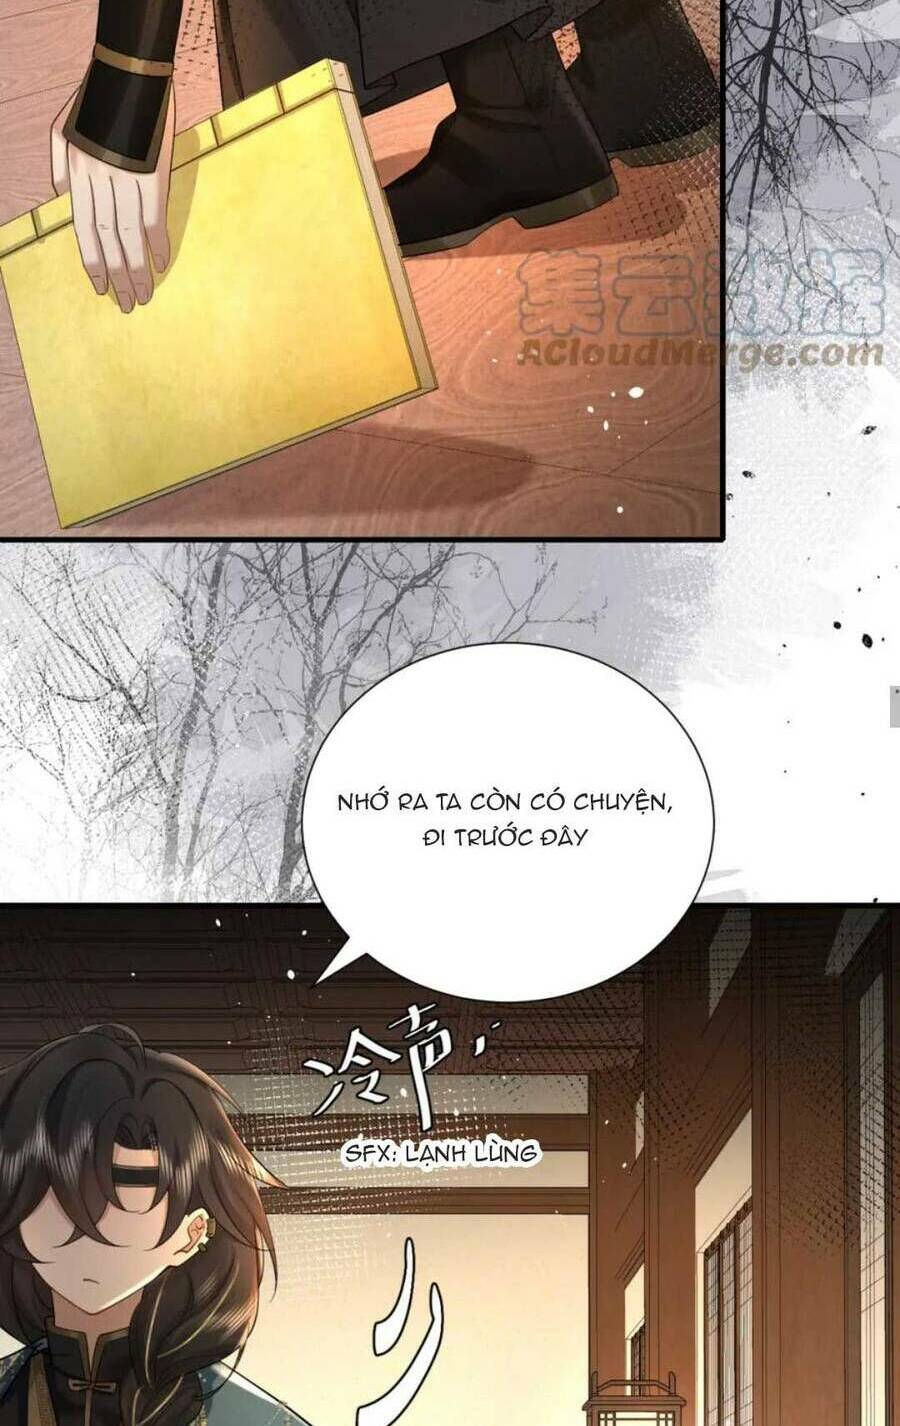 集云数据
ACloudMerge.com
NHỚ RA TA CÒN CÓ CHUYỆN,
ĐI TRƯỚC ĐÂY
冷声
SFX: LẠNH LÙNG